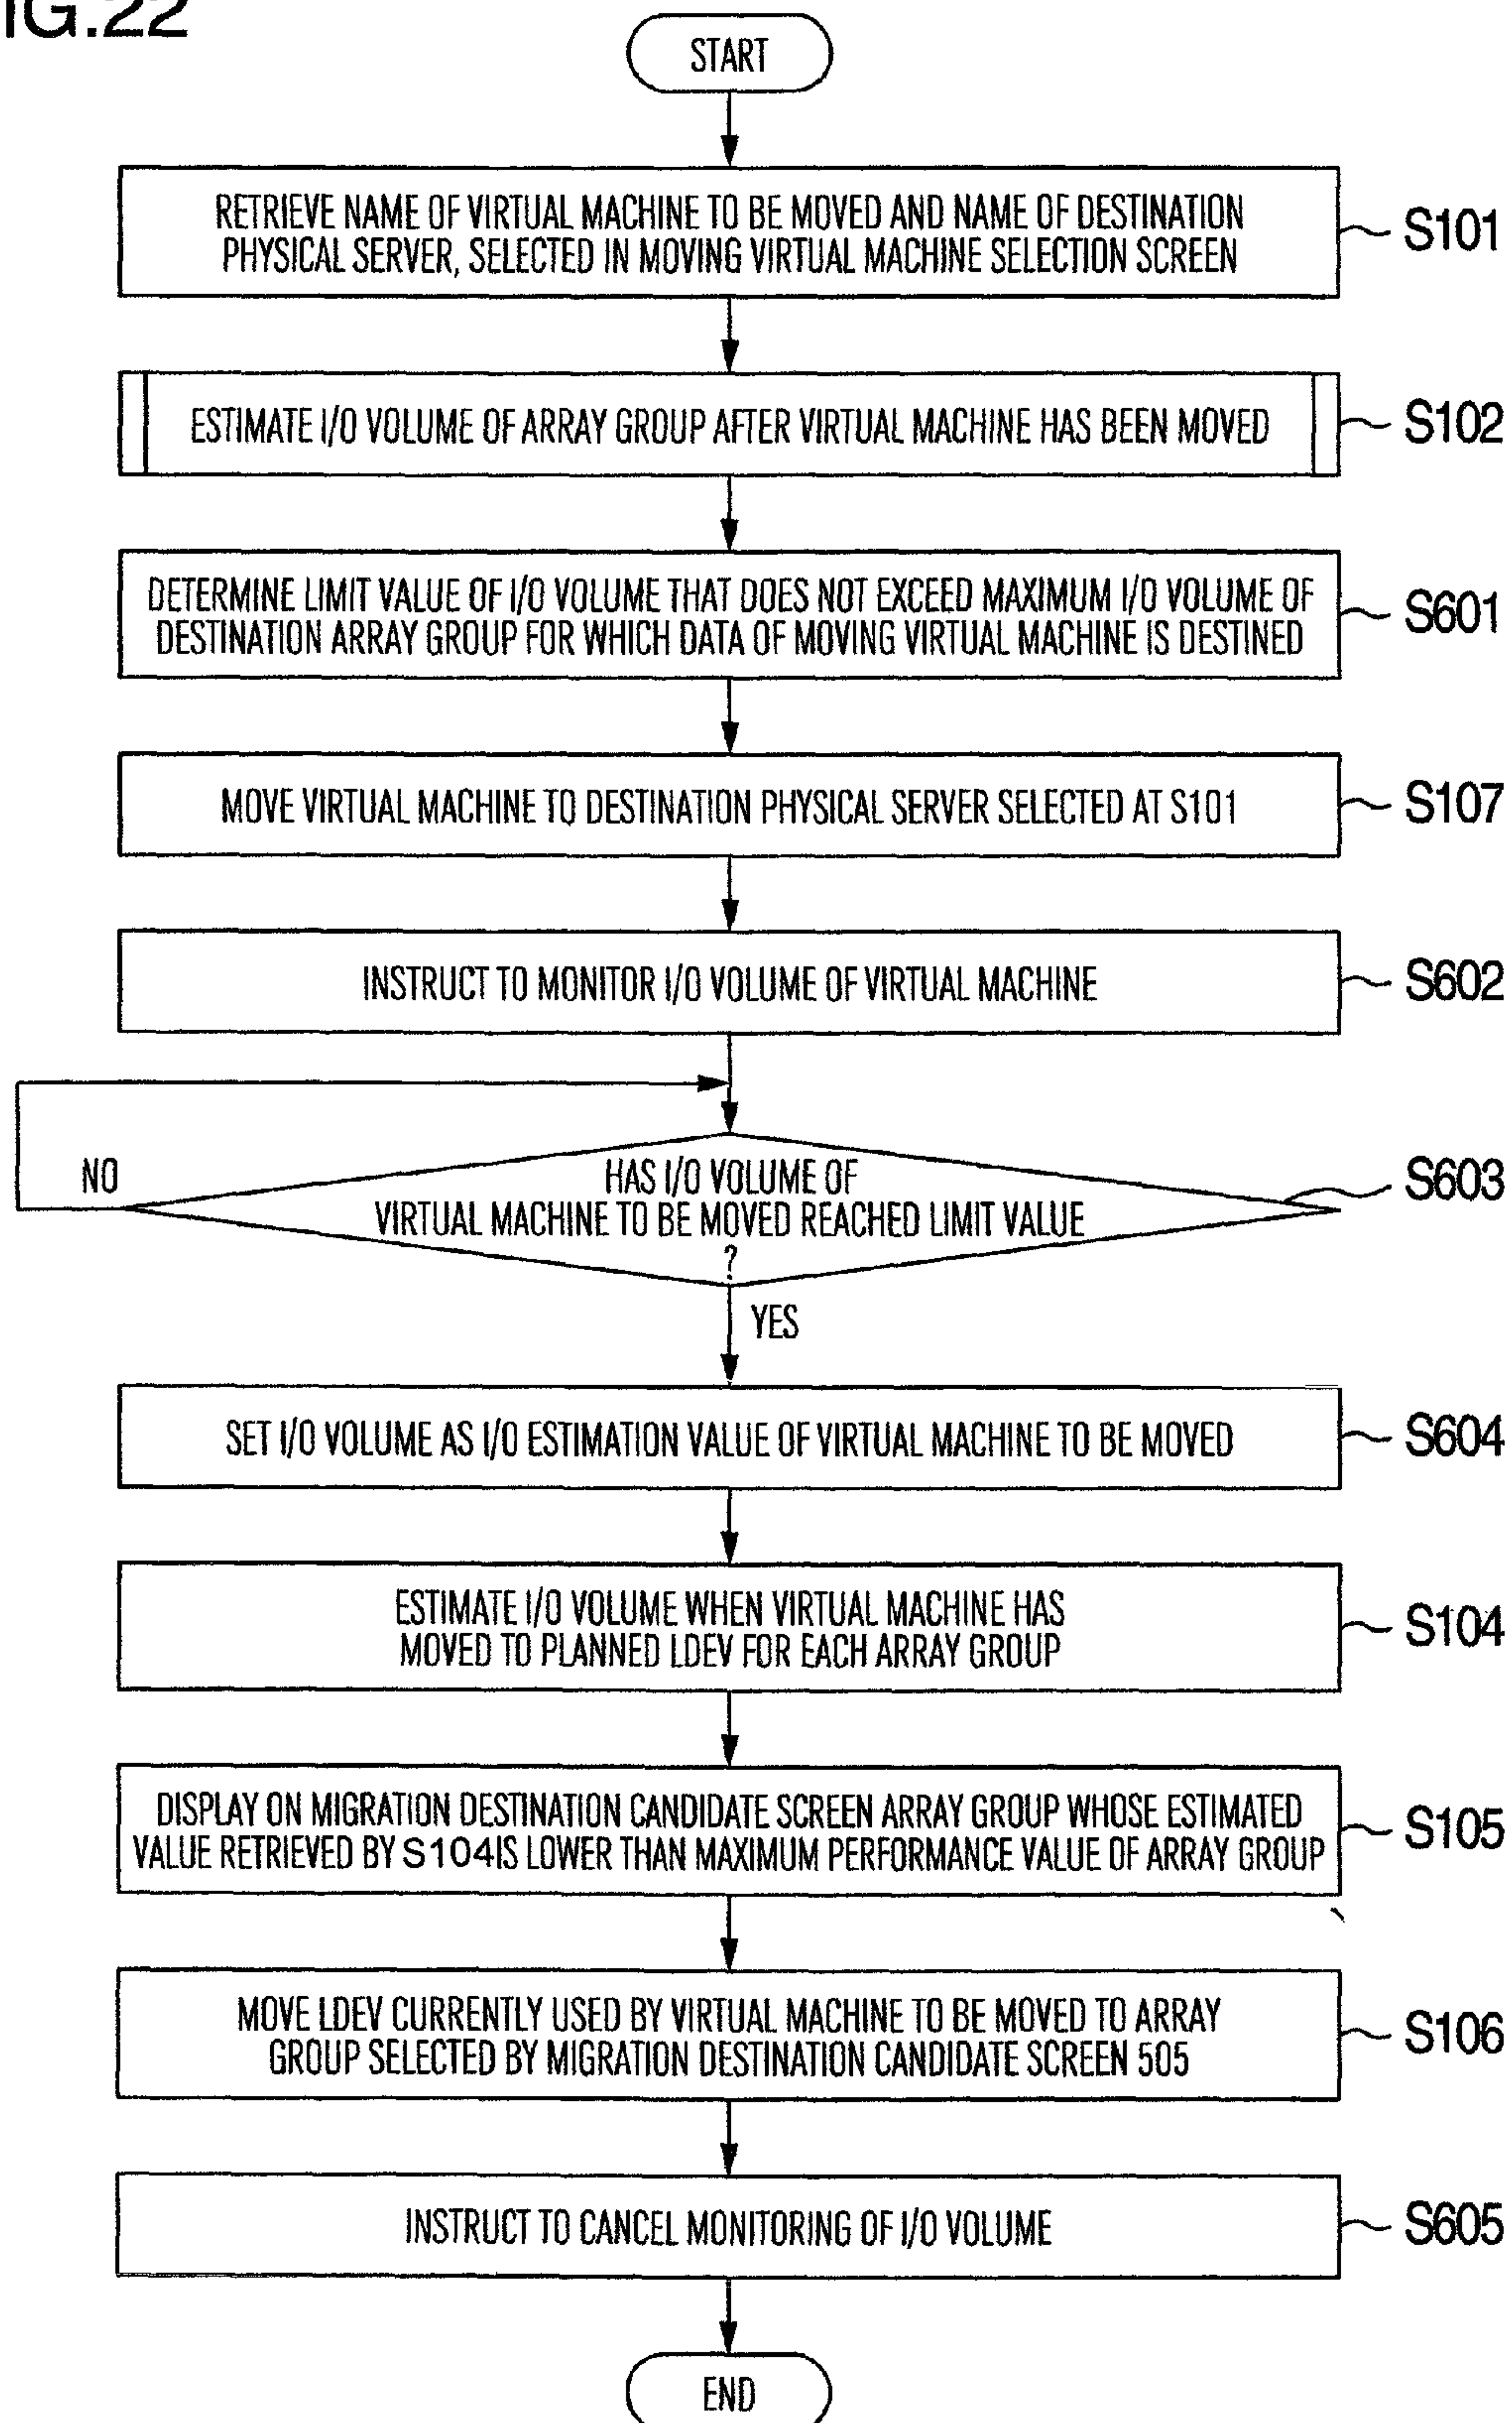 IG.22
START
RETRIEVE NAME OF VIRTUAL MACHINE TO BE MOVED AND NAME OF DESTINATION
PHYSICAL SERVER, SELECTED IN MOVING VIRTUAL MACHINE SELECTION SCREEN
S101
ESTIMATE I/O VOLUME OF ARRAY GROUP AFTER VIRTUAL MACHINE HAS BEEN MOVED
S102
DETERMINE LIMIT VALUE OF I/O VOLUME THAT DOES NOT EXCEED MAXIMUM I/O VOLUME OF
DESTINATION ARRAY GROUP FOR WHICH DATA OF MOVING VIRTUAL MACHINE IS DESTINED
S601
MOVE VIRTUAL MACHINE TO DESTINATION PHYSICAL SERVER SELECTED AT S101
S107
INSTRUCT TO MONITOR I/O VOLUME OF VIRTUAL MACHINE
S602
NO
HAS I/O VOLUME OF
VIRTUAL MACHINE TO BE MOVED REACHED LIMIT VALUE
?
S603
YES
SET I/O VOLUME AS I/O ESTIMATION VALUE OF VIRTUAL MACHINE TO BE MOVED
S604
ESTIMATE I/O VOLUME WHEN VIRTUAL MACHINE HAS
MOVED TO PLANNED LDEV FOR EACH ARRAY GROUP
S104
DISPLAY ON MIGRATION DESTINATION CANDIDATE SCREEN ARRAY GROUP WHOSE ESTIMATED
VALUE RETRIEVED BY S104IS LOWER THAN MAXIMUM PERFORMANCE VALUE OF ARRAY GROUP
S105
MOVE LDEV CURRENTLY USED BY VIRTUAL MACHINE TO BE MOVED TO ARRAY
GROUP SELECTED BY MIGRATION DESTINATION CANDIDATE SCREEN 505
S106
INSTRUCT TO CANCEL MONITORING OF I/O VOLUME
S605
END